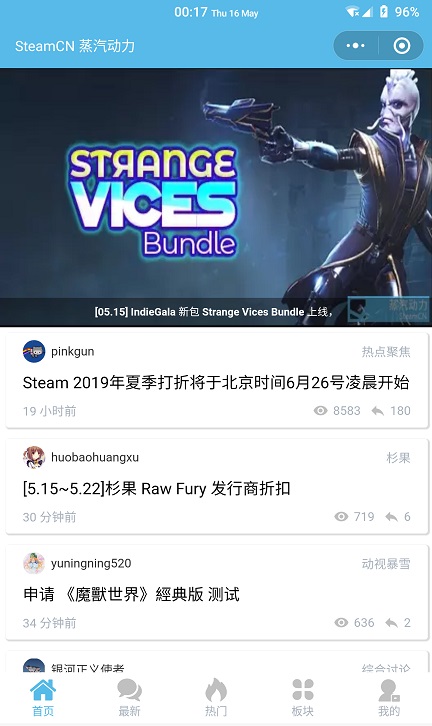 00:17 Thu 16 May
96%
SteamCN 蒸汽动力
STRANGE
VICES
Bundle
蒸汽动力
SteamCN
[05.15] IndieGala 新包 Strange Vices Bundle 上线，
pinkgun 热点聚焦
Steam 2019年夏季打折将于北京时间6月26号凌晨开始
19 小时前 8583 180
huobaohuangxu 杉果
[5.15~5.22]杉果 Raw Fury 发行商折扣
30 分钟前 719 6
yuningning520 动视暴雪
申请 《魔獸世界》經典版 测试
34 分钟前 636 2
银河正义使者 综合讨论
首页 最新 热门 板块 我的